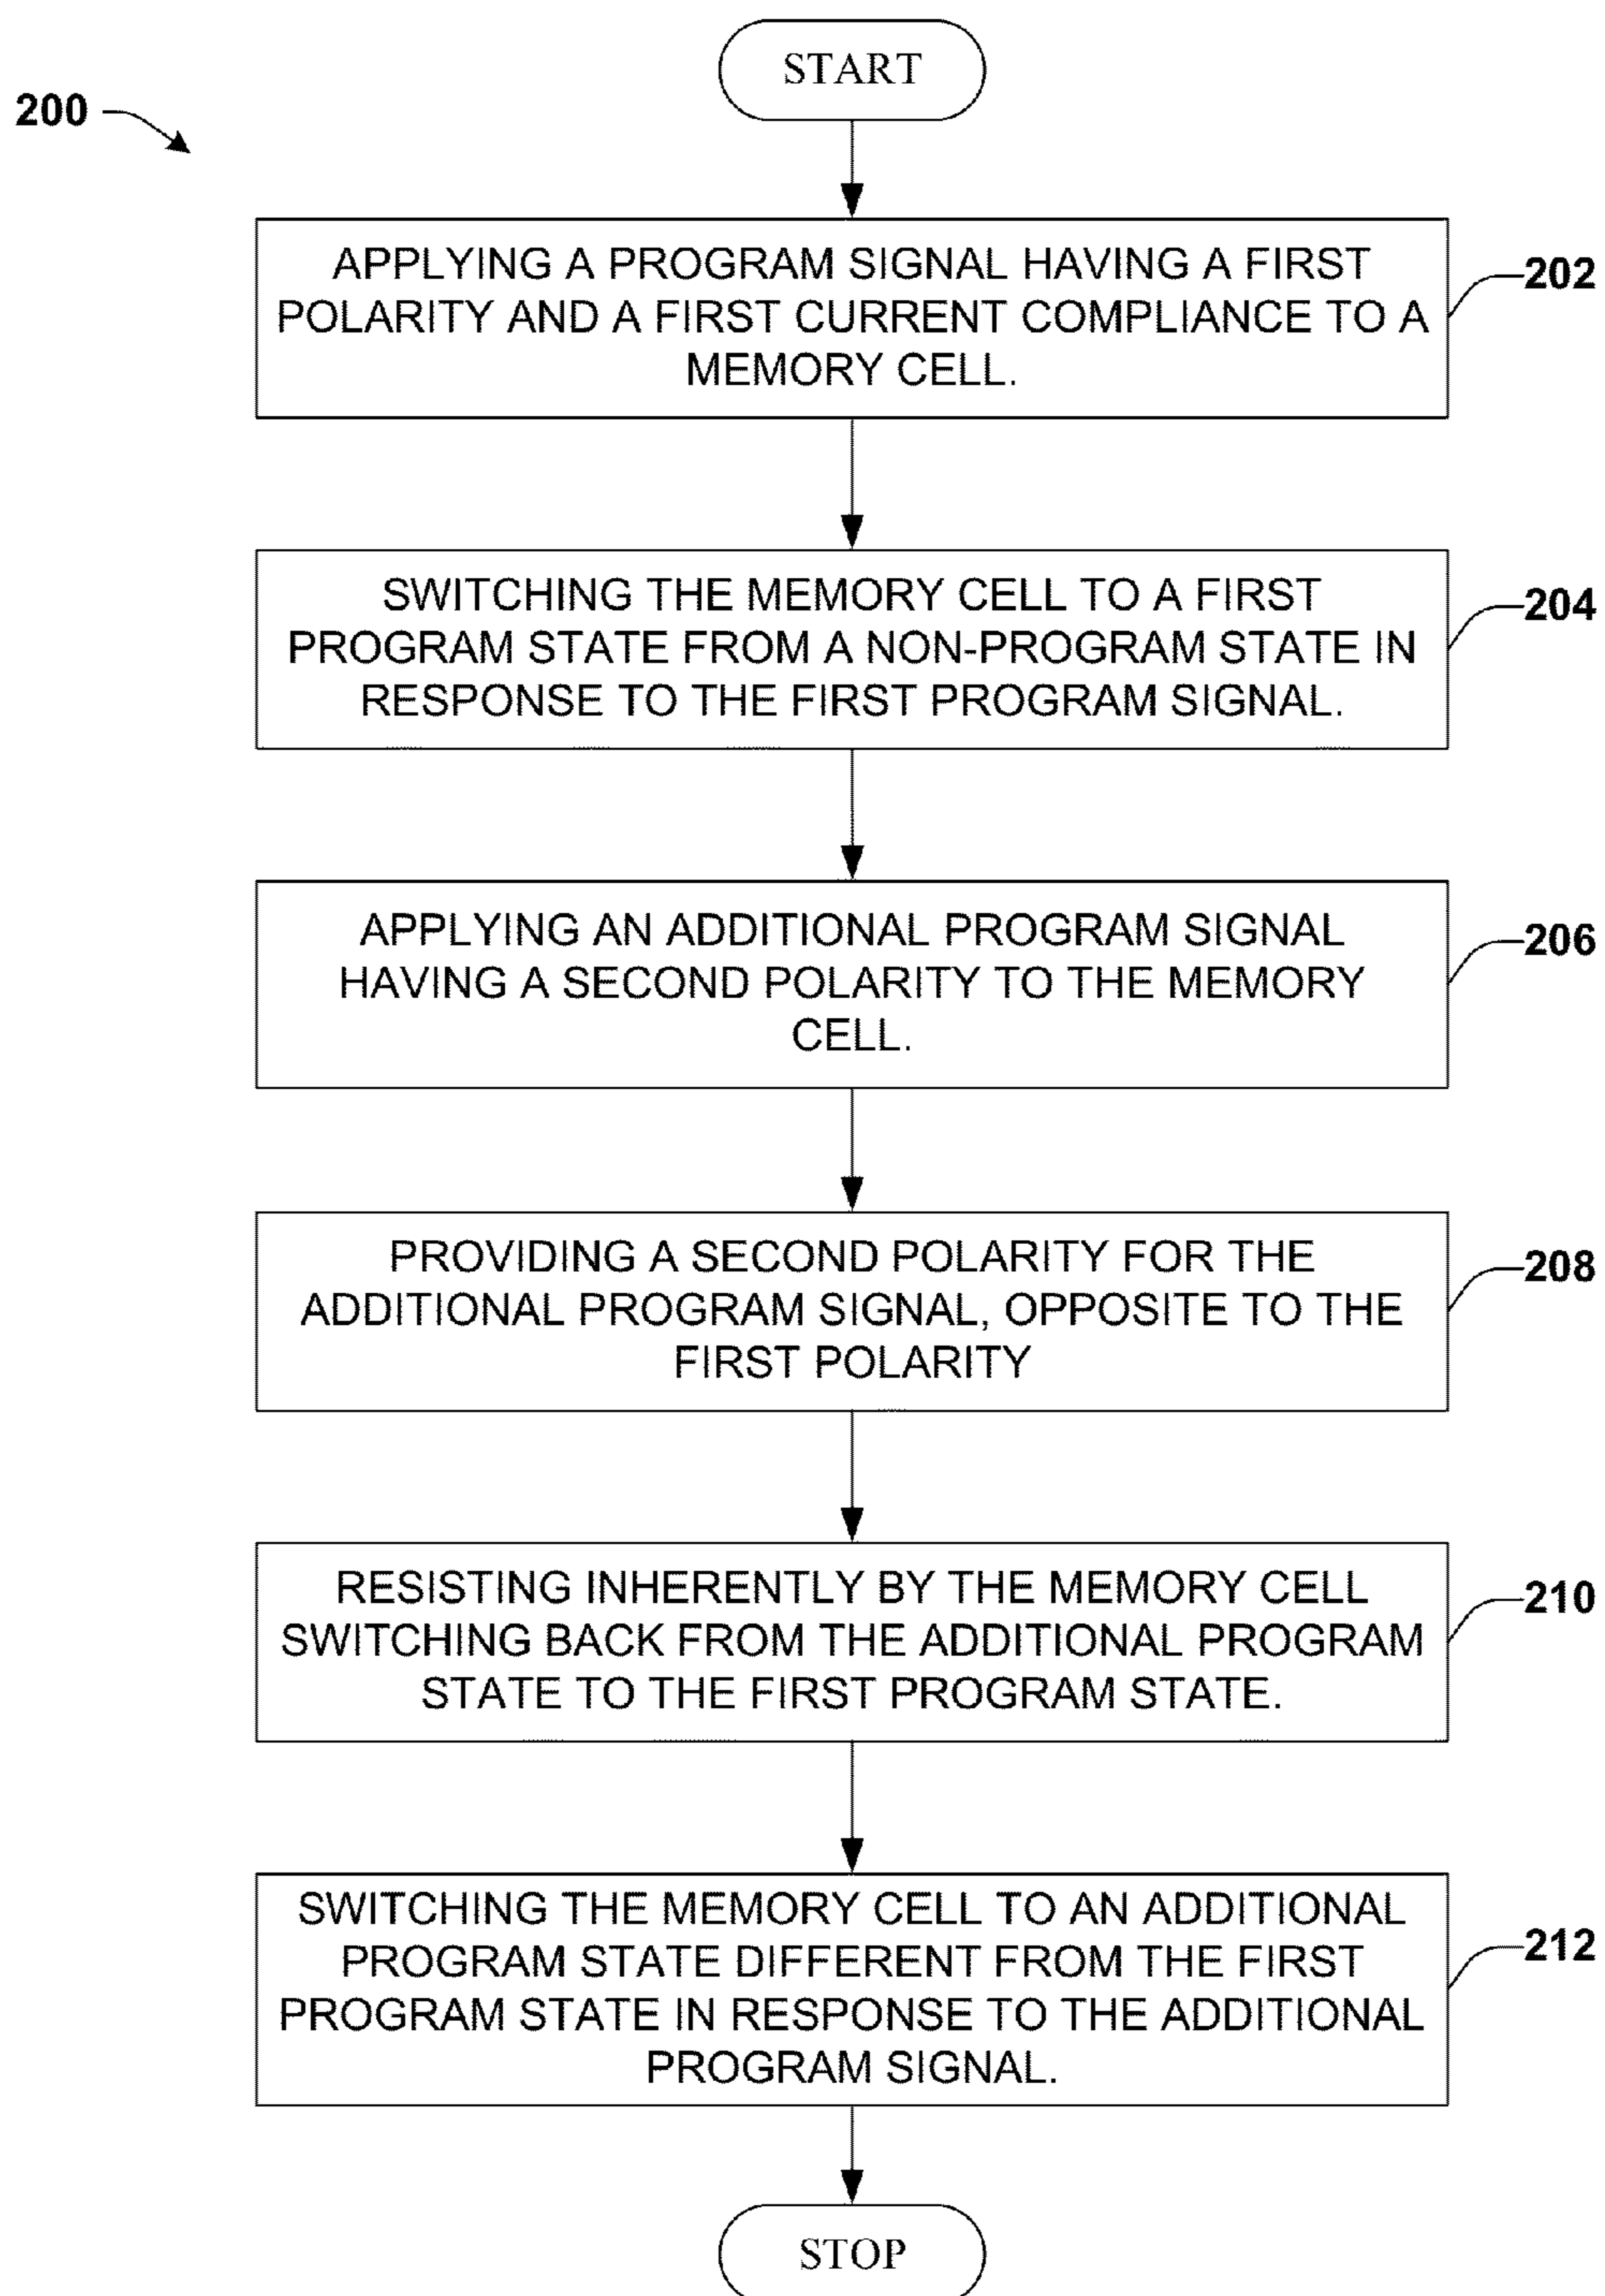 START
200
APPLYING A PROGRAM SIGNAL HAVING A FIRST
POLARITY AND A FIRST CURRENT COMPLIANCE TO A
MEMORY CELL.
202
SWITCHING THE MEMORY CELL TO A FIRST
PROGRAM STATE FROM A NON-PROGRAM STATE IN
RESPONSE TO THE FIRST PROGRAM SIGNAL.
204
APPLYING AN ADDITIONAL PROGRAM SIGNAL
HAVING A SECOND POLARITY TO THE MEMORY
CELL.
206
PROVIDING A SECOND POLARITY FOR THE
ADDITIONAL PROGRAM SIGNAL, OPPOSITE TO THE
FIRST POLARITY
208
RESISTING INHERENTLY BY THE MEMORY CELL
SWITCHING BACK FROM THE ADDITIONAL PROGRAM
STATE TO THE FIRST PROGRAM STATE.
210
SWITCHING THE MEMORY CELL TO AN ADDITIONAL
PROGRAM STATE DIFFERENT FROM THE FIRST
PROGRAM STATE IN RESPONSE TO THE ADDITIONAL
PROGRAM SIGNAL.
212
STOP